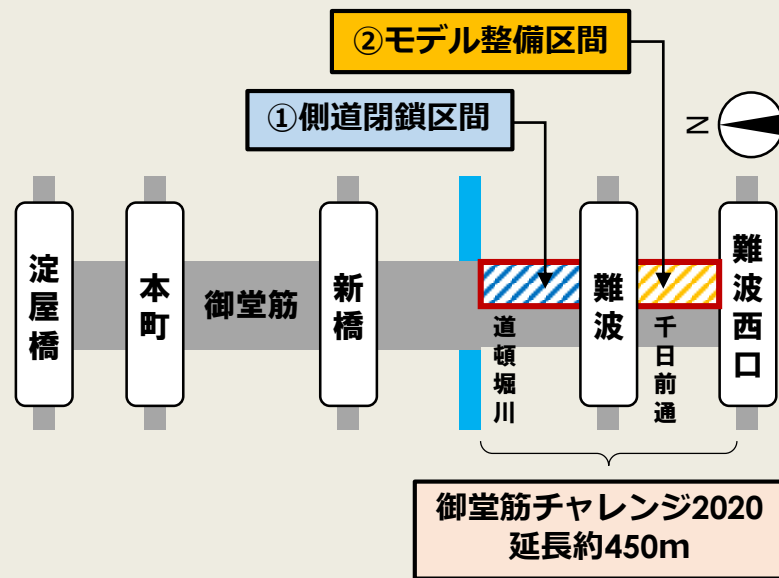 ②モデル整備区間
①側道閉鎖区間
N
淀屋橋
本町
御堂筋
新橋
道頓堀川
難波
千日前通
難波西口
御堂筋チャレンジ2020
延長約450m